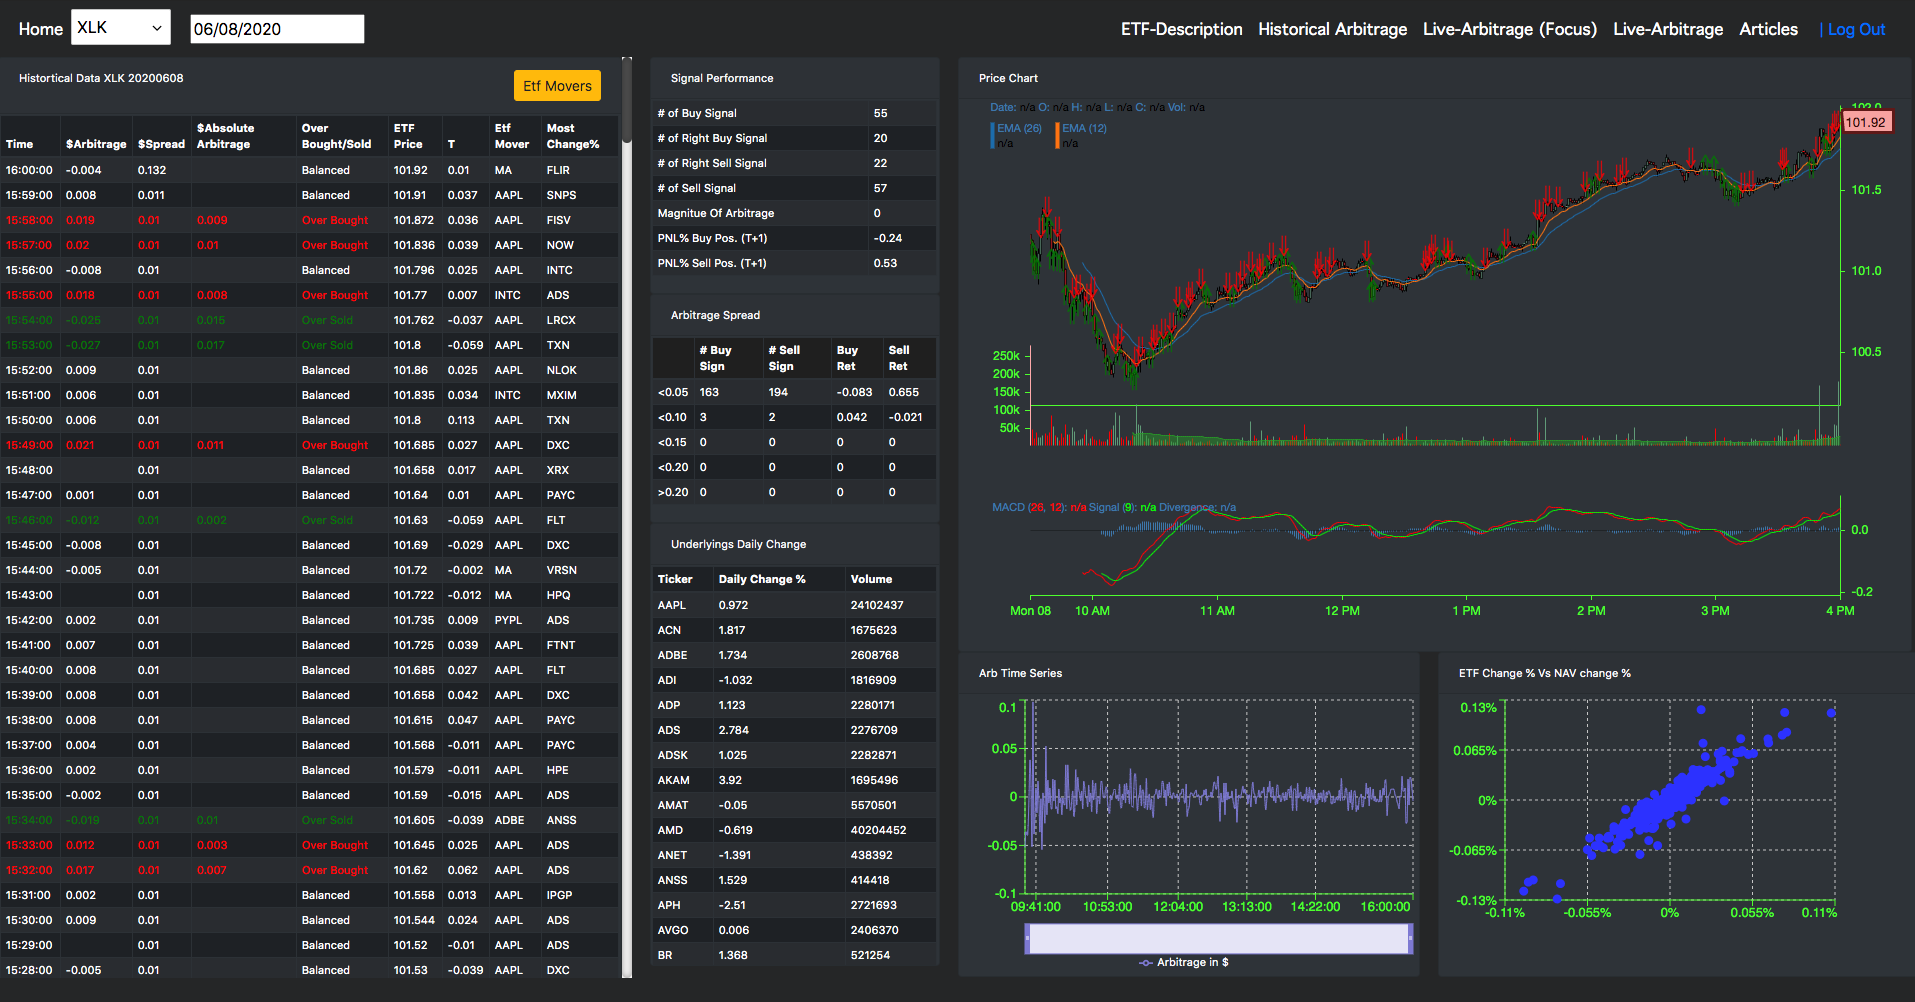 Home XLK 06/08/2020 ETF-Description Historical Arbitrage Live-Arbitrage (Focus) Live-Arbitrage Articles | Log Out
Histortical Data XLK 20200608 Etf Movers
Time $Arbitrage $Spread $Absolute Arbitrage Over Bought/Sold ETF Price T Etf Mover Most Change%
16:00:00 -0.004 0.132 Balanced 101.92 0.01 MA FLIR
15:59:00 0.008 0.011 Balanced 101.91 0.037 AAPL SNPS
15:58:00 0.019 0.01 0.009 Over Bought 101.872 0.036 AAPL FISV
15:57:00 0.02 0.01 0.01 Over Bought 101.836 0.039 AAPL NOW
15:56:00 -0.008 0.01 Balanced 101.796 0.025 AAPL INTC
15:55:00 0.018 0.01 0.008 Over Bought 101.77 0.007 INTC ADS
15:54:00 -0.025 0.01 0.015 Over Sold 101.762 -0.037 AAPL LRCX
15:53:00 -0.027 0.01 0.017 Over Sold 101.8 -0.059 AAPL TXN
15:52:00 0.009 0.01 Balanced 101.86 0.025 AAPL NLOK
15:51:00 0.006 0.01 Balanced 101.835 0.034 INTC MXIM
15:50:00 0.006 0.01 Balanced 101.8 0.113 AAPL TXN
15:49:00 0.021 0.01 0.011 Over Bought 101.685 0.027 AAPL DXC
15:48:00 0.01 Balanced 101.658 0.017 AAPL XRX
15:47:00 0.001 0.01 Balanced 101.64 0.01 AAPL PAYC
15:46:00 -0.012 0.01 0.002 Over Sold 101.63 -0.059 AAPL FLT
15:45:00 -0.008 0.01 Balanced 101.69 -0.029 AAPL DXC
15:44:00 -0.005 0.01 Balanced 101.72 -0.002 MA VRSN
15:43:00 0.01 Balanced 101.722 -0.012 MA HPQ
15:42:00 0.002 0.01 Balanced 101.735 0.009 PYPL ADS
15:41:00 0.007 0.01 Balanced 101.725 0.039 AAPL FTNT
15:40:00 0.008 0.01 Balanced 101.685 0.027 AAPL FLT
15:39:00 0.008 0.01 Balanced 101.658 0.042 AAPL DXC
15:38:00 0.008 0.01 Balanced 101.615 0.047 AAPL PAYC
15:37:00 0.004 0.01 Balanced 101.568 -0.011 AAPL PAYC
15:36:00 0.002 0.01 Balanced 101.579 -0.011 AAPL HPE
15:35:00 -0.002 0.01 Balanced 101.59 -0.015 AAPL ADS
15:34:00 -0.019 0.01 0.01 Over Sold 101.605 -0.039 ADBE ANSS
15:33:00 0.012 0.01 0.003 Over Bought 101.645 0.025 AAPL ADS
15:32:00 0.017 0.01 0.007 Over Bought 101.62 0.062 AAPL ADS
15:31:00 0.002 0.01 Balanced 101.558 0.013 AAPL IPGP
15:30:00 0.009 0.01 Balanced 101.544 0.024 AAPL ADS
15:29:00 0.01 Balanced 101.52 -0.01 AAPL ADS
15:28:00 -0.005 0.01 Balanced 101.53 -0.039 AAPL DXC
Signal Performance
# of Buy Signal 55
# of Right Buy Signal 20
# of Right Sell Signal 22
# of Sell Signal 57
Magnitue Of Arbitrage 0
PNL% Buy Pos. (T+1) -0.24
PNL% Sell Pos. (T+1) 0.53
Arbitrage Spread
# Buy Sign # Sell Sign Buy Ret Sell Ret
<0.05 163 194 -0.083 0.655
<0.10 3 2 0.042 -0.021
<0.15 0 0 0 0
<0.20 0 0 0 0
>0.20 0 0 0 0
Underlyings Daily Change
Ticker Daily Change % Volume
AAPL 0.972 24102437
ACN 1.817 1675623
ADBE 1.734 2608768
ADI -1.032 1816909
ADP 1.123 2280171
ADS 2.784 2276709
ADSK 1.025 2282871
AKAM 3.92 1695496
AMAT -0.05 5570501
AMD -0.619 40204452
ANET -1.391 438392
ANSS 1.529 414418
APH -2.51 2721693
AVGO 0.006 2406370
BR 1.368 521254
Price Chart
Date: n/a O: n/a H: n/a L: n/a C: n/a Vol: n/a
EMA (26) n/a EMA (12) n/a
102.0
101.92
101.5
101.0
100.5
250k
200k
150k
100k
50k
MACD (26, 12): n/a Signal (9): n/a Divergence: n/a
0.0
-0.2
Mon 08 10 AM 11 AM 12 PM 1 PM 2 PM 3 PM 4 PM
Arb Time Series
0.1
0.05
0
-0.05
-0.1
09:41:00 10:53:00 12:04:00 13:13:00 14:22:00 16:00:00
Arbitrage in $
ETF Change % Vs NAV change %
0.13%
0.065%
0%
-0.065%
-0.13%
-0.11% -0.055% 0% 0.055% 0.11%